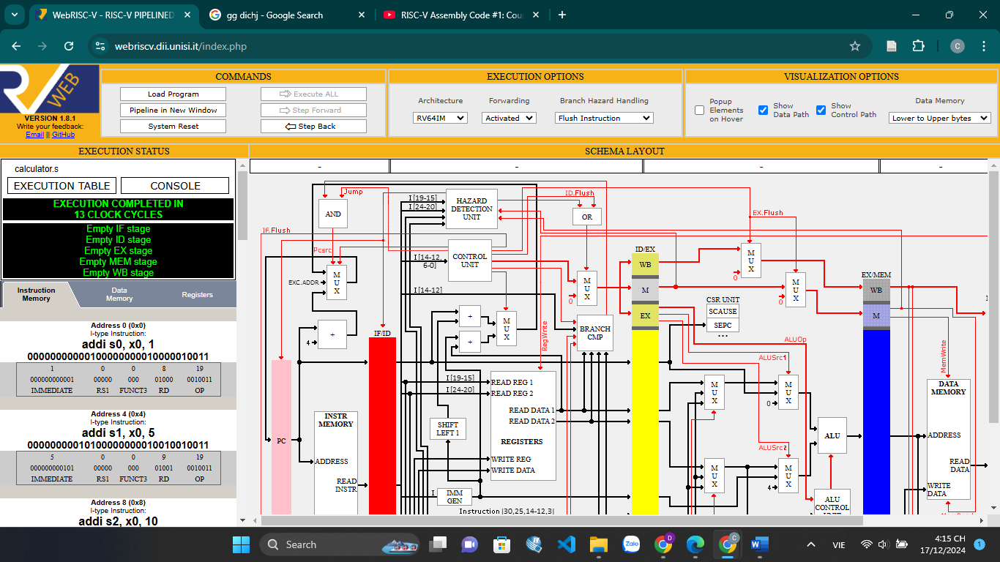 WebRISC-V - RISC-V PIPELINED
gg dichj - Google Search
RISC-V Assembly Code #1: Cou
webriscv.dii.unisi.it/index.php
C
RV WEB
VERSION 1.8.1
Write your feedback:
Email || GitHub
COMMANDS
Load Program
Execute ALL
Pipeline in New Window
Step Forward
System Reset
Step Back
EXECUTION OPTIONS
Architecture
Forwarding
Branch Hazard Handling
RV64IM
Activated
Flush Instruction
VISUALIZATION OPTIONS
Popup
Elements
on Hover
Show
Data Path
Show
Control Path
Data Memory
Lower to Upper bytes
EXECUTION STATUS
SCHEMA LAYOUT
calculator.s
EXECUTION TABLE
CONSOLE
EXECUTION COMPLETED IN
13 CLOCK CYCLES
Empty IF stage
Empty ID stage
Empty EX stage
Empty MEM stage
Empty WB stage
Instruction
Memory
Data
Memory
Registers
Address 0 (0x0)
I-type Instruction:
addi s0, x0, 1
00000000000100000000010000010011
1 0 0 8 19
000000000001 00000 000 01000 0010011
IMMEDIATE RS1 FUNCT3 RD OP
Address 4 (0x4)
I-type Instruction:
addi s1, x0, 5
00000000010100000000010010010011
5 0 0 9 19
000000000101 00000 000 01001 0010011
IMMEDIATE RS1 FUNCT3 RD OP
Address 8 (0x8)
I-type Instruction:
addi s2, x0, 10
- - - -
Jump
AND
IF.Flush
Pcsrc
MUX
EXC.ADDR
+
4
PC
INSTR
MEMORY
ADDRESS
READ
INSTR
IF/ID
I [19-15]
I [24-20]
HAZARD
DETECTION
UNIT
ID.Flush
OR
CONTROL
UNIT
I [14-12,
6-0]
MUX
0
I [14-12]
+
+
MUX
RegWrite
BRANCH
CMP
I [19-15]
I [24-20]
READ REG 1
READ REG 2
READ DATA 1
READ DATA 2
REGISTERS
WRITE REG
WRITE DATA
SHIFT
LEFT 1
I
IMM
GEN
Instruction [30,25,14-12,3]
ID/EX
WB
M
EX
EX.Flush
MUX
0
MUX
0
CSR UNIT
SCAUSE
SEPC
...
ALUOp
ALUSrc1
MUX
MUX
0
ALU
ALUSrc2
MUX
MUX
4
ALU
CONTROL
EX/MEM
WB
M
MemWrite
DATA
MEMORY
ADDRESS
READ
DATA
WRITE
DATA
Search
D
C
Zalo
VIE
4:15 CH
17/12/2024
1